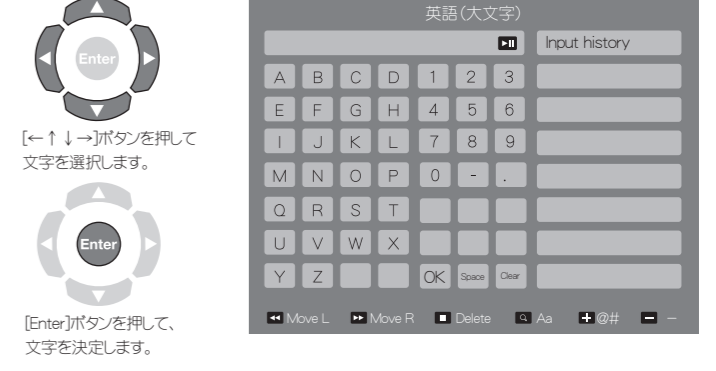 Enter
[←↑↓→]ボタンを押して
文字を選択します。
Enter
[Enter]ボタンを押して、
文字を決定します。
英語(大文字)
Input history
A B C D 1 2 3
E F G H 4 5 6
I J K L 7 8 9
M N O P 0 - .
Q R S T
U V W X
Y Z OK Space Clear
Move L Move R Delete Aa @# –